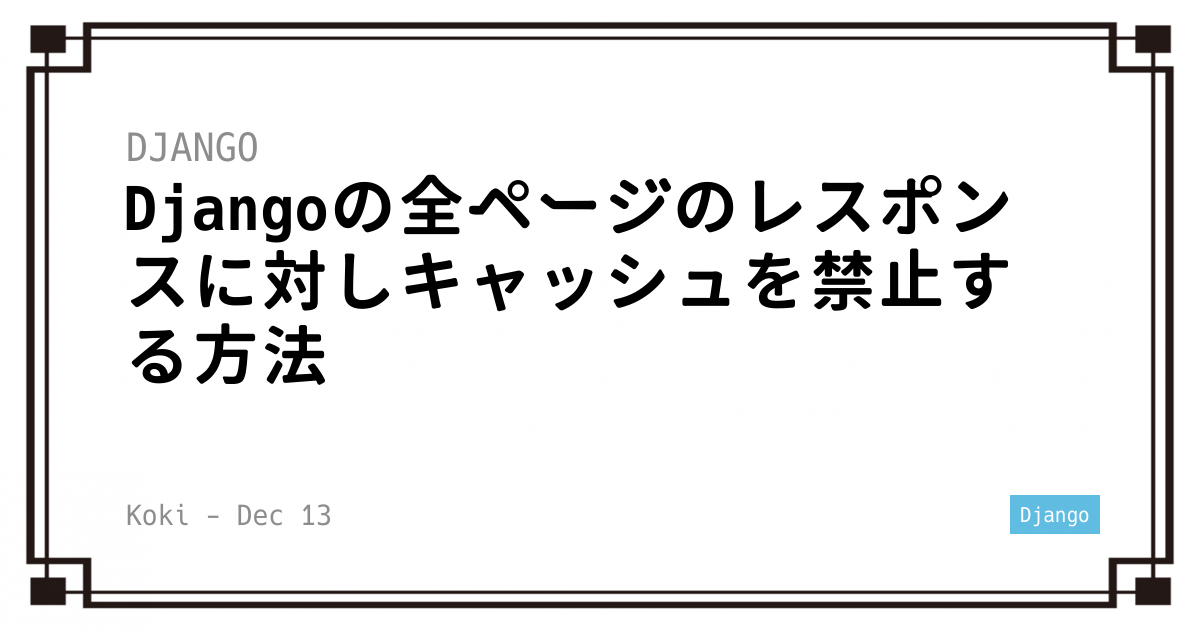 DJANGO
Djangoの全ページのレスポン
スに対しキャッシュを禁止す
る方法
Koki - Dec 13
Django